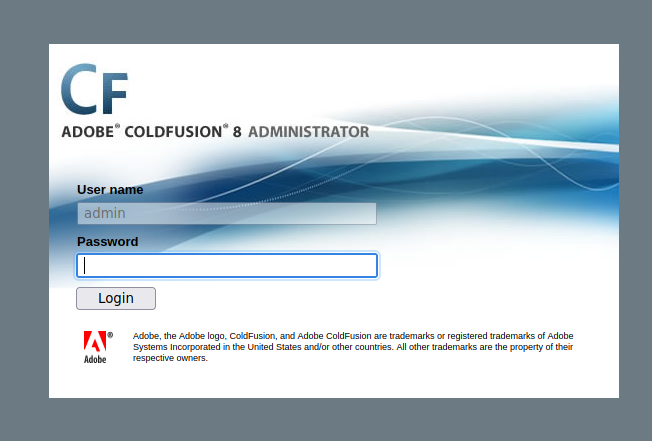 CF
ADOBE® COLDFUSION® 8 ADMINISTRATOR
User name
admin
Password
Login
Adobe, the Adobe logo, ColdFusion, and Adobe ColdFusion are trademarks or registered trademarks of Adobe
Systems Incorporated in the United States and/or other countries. All other trademarks are the property of their
respective owners.
®
Adobe